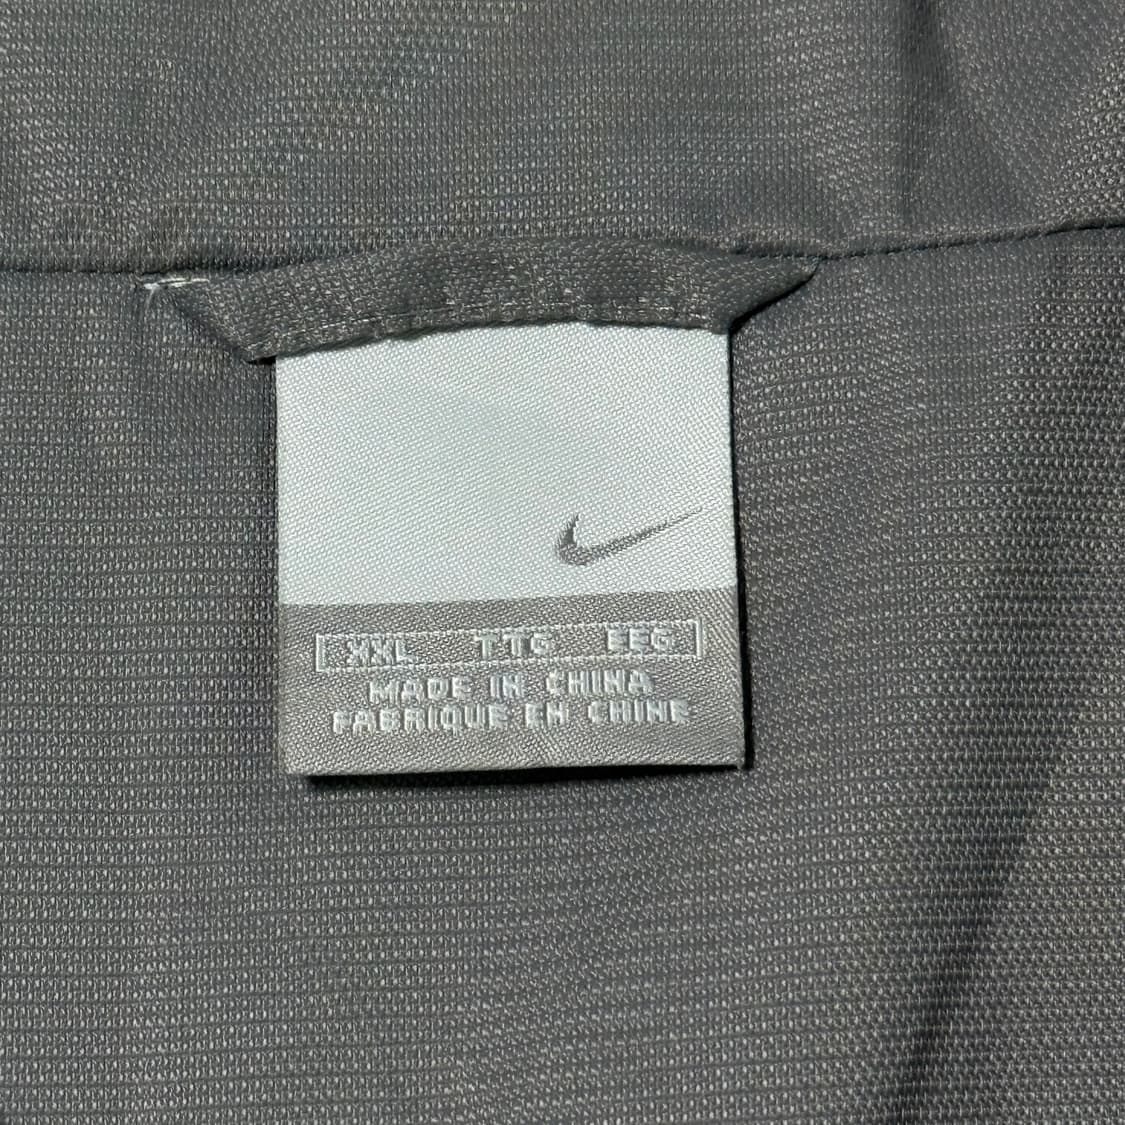 XXL TTG EEG
MADE IN CHINA
FABRIQUE EN CHINE